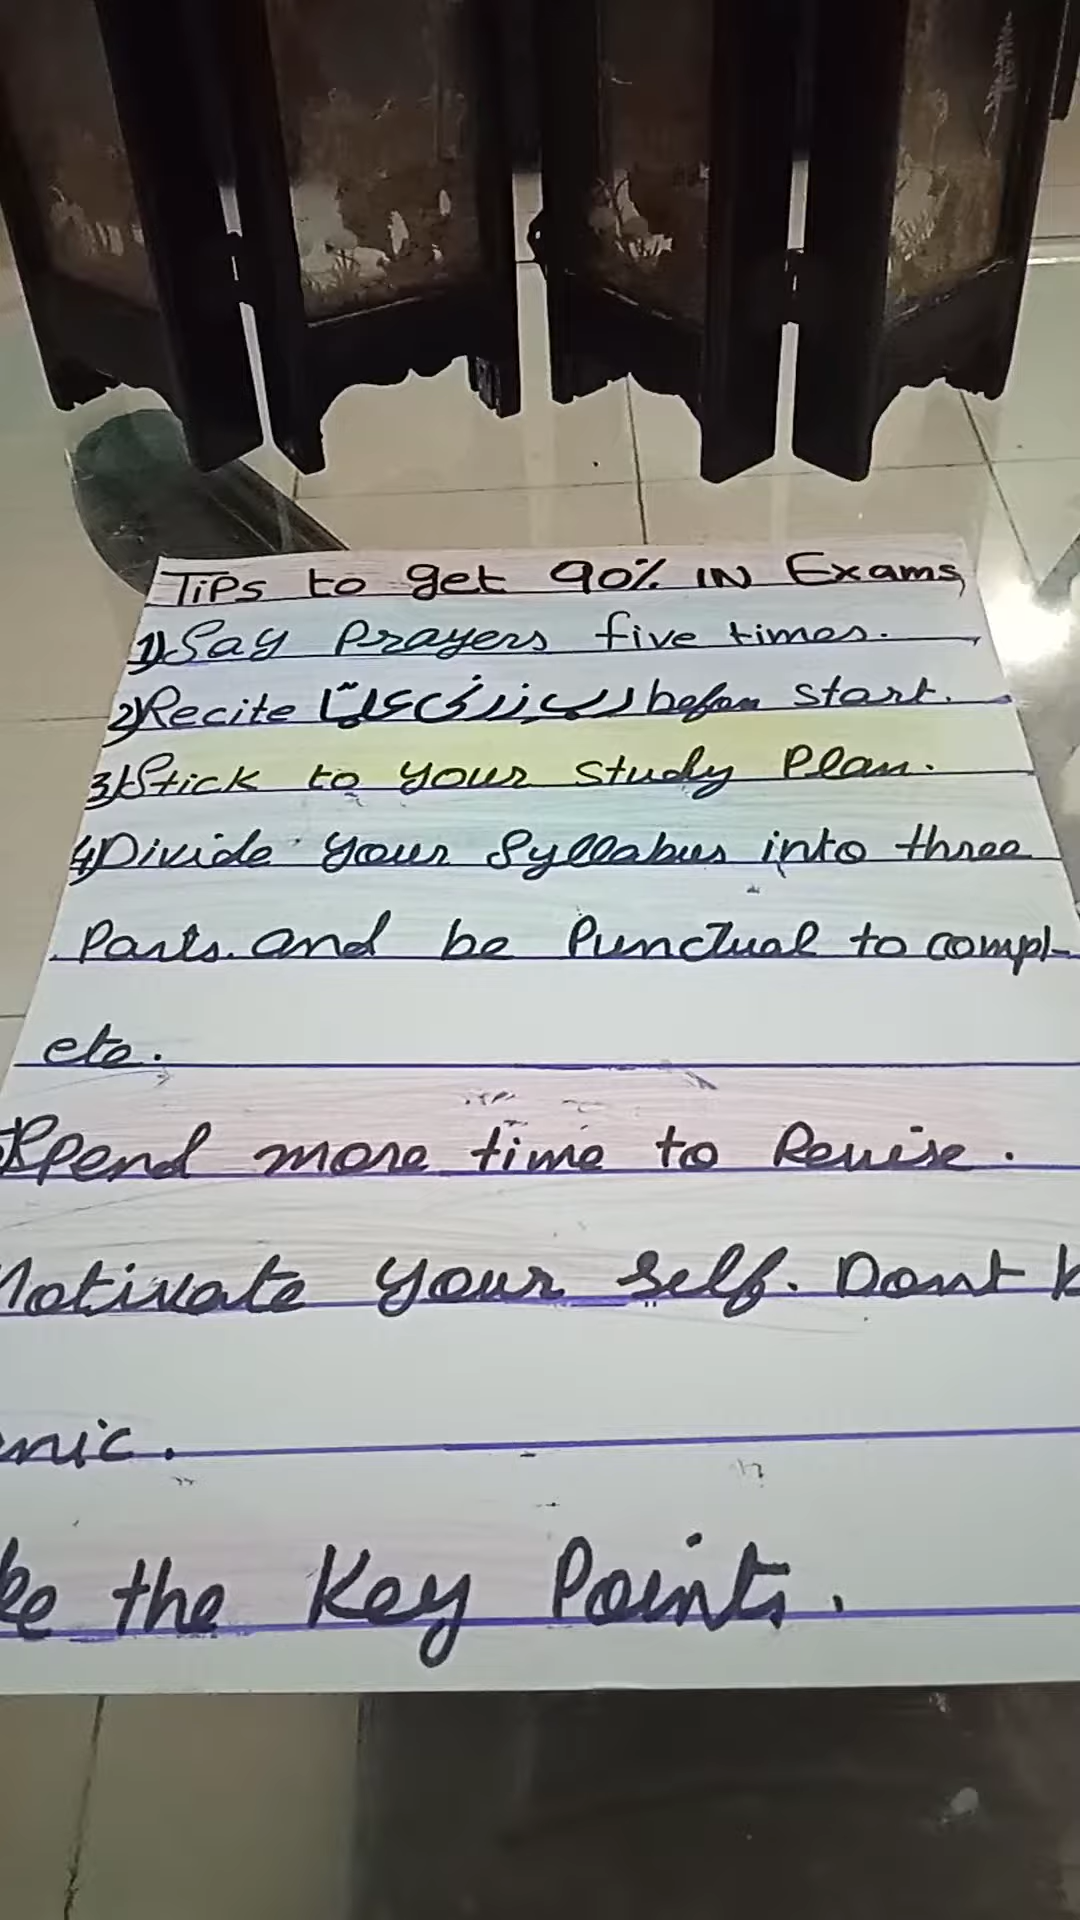 Tips to get 90% IN Exams
1) Say Prayers five times.
2) Recite رب زدنی علمًا before start.
3) Stick to your study Plan.
4) Divide your Syllabus into three
Parts. and be Punctual to compl-
ete.
Spend more time to Revise.
Motivate your self. Dont
the Key Points.